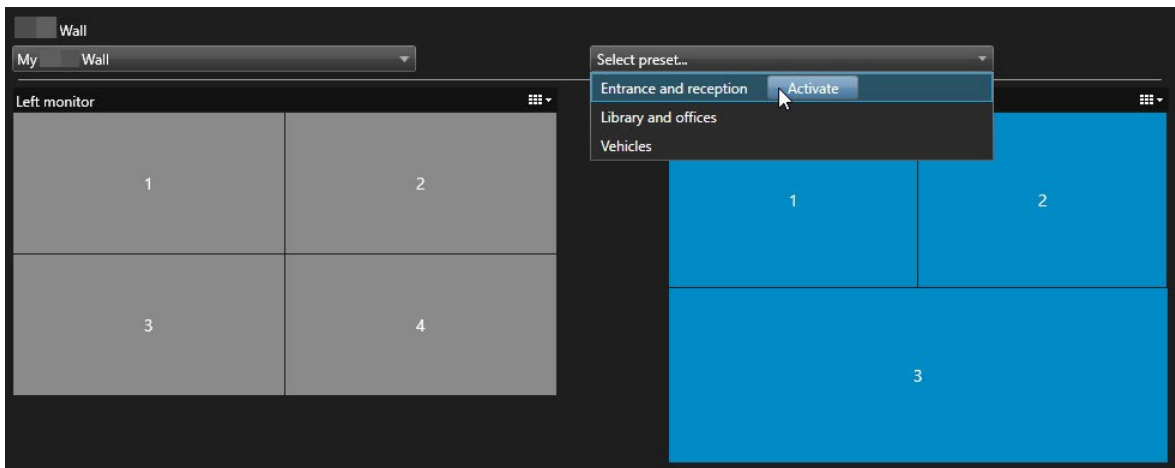 Wall
My Wall
Select preset...
Entrance and reception Activate
Library and offices
Vehicles
Left monitor
1 2
3 4
1 2
3